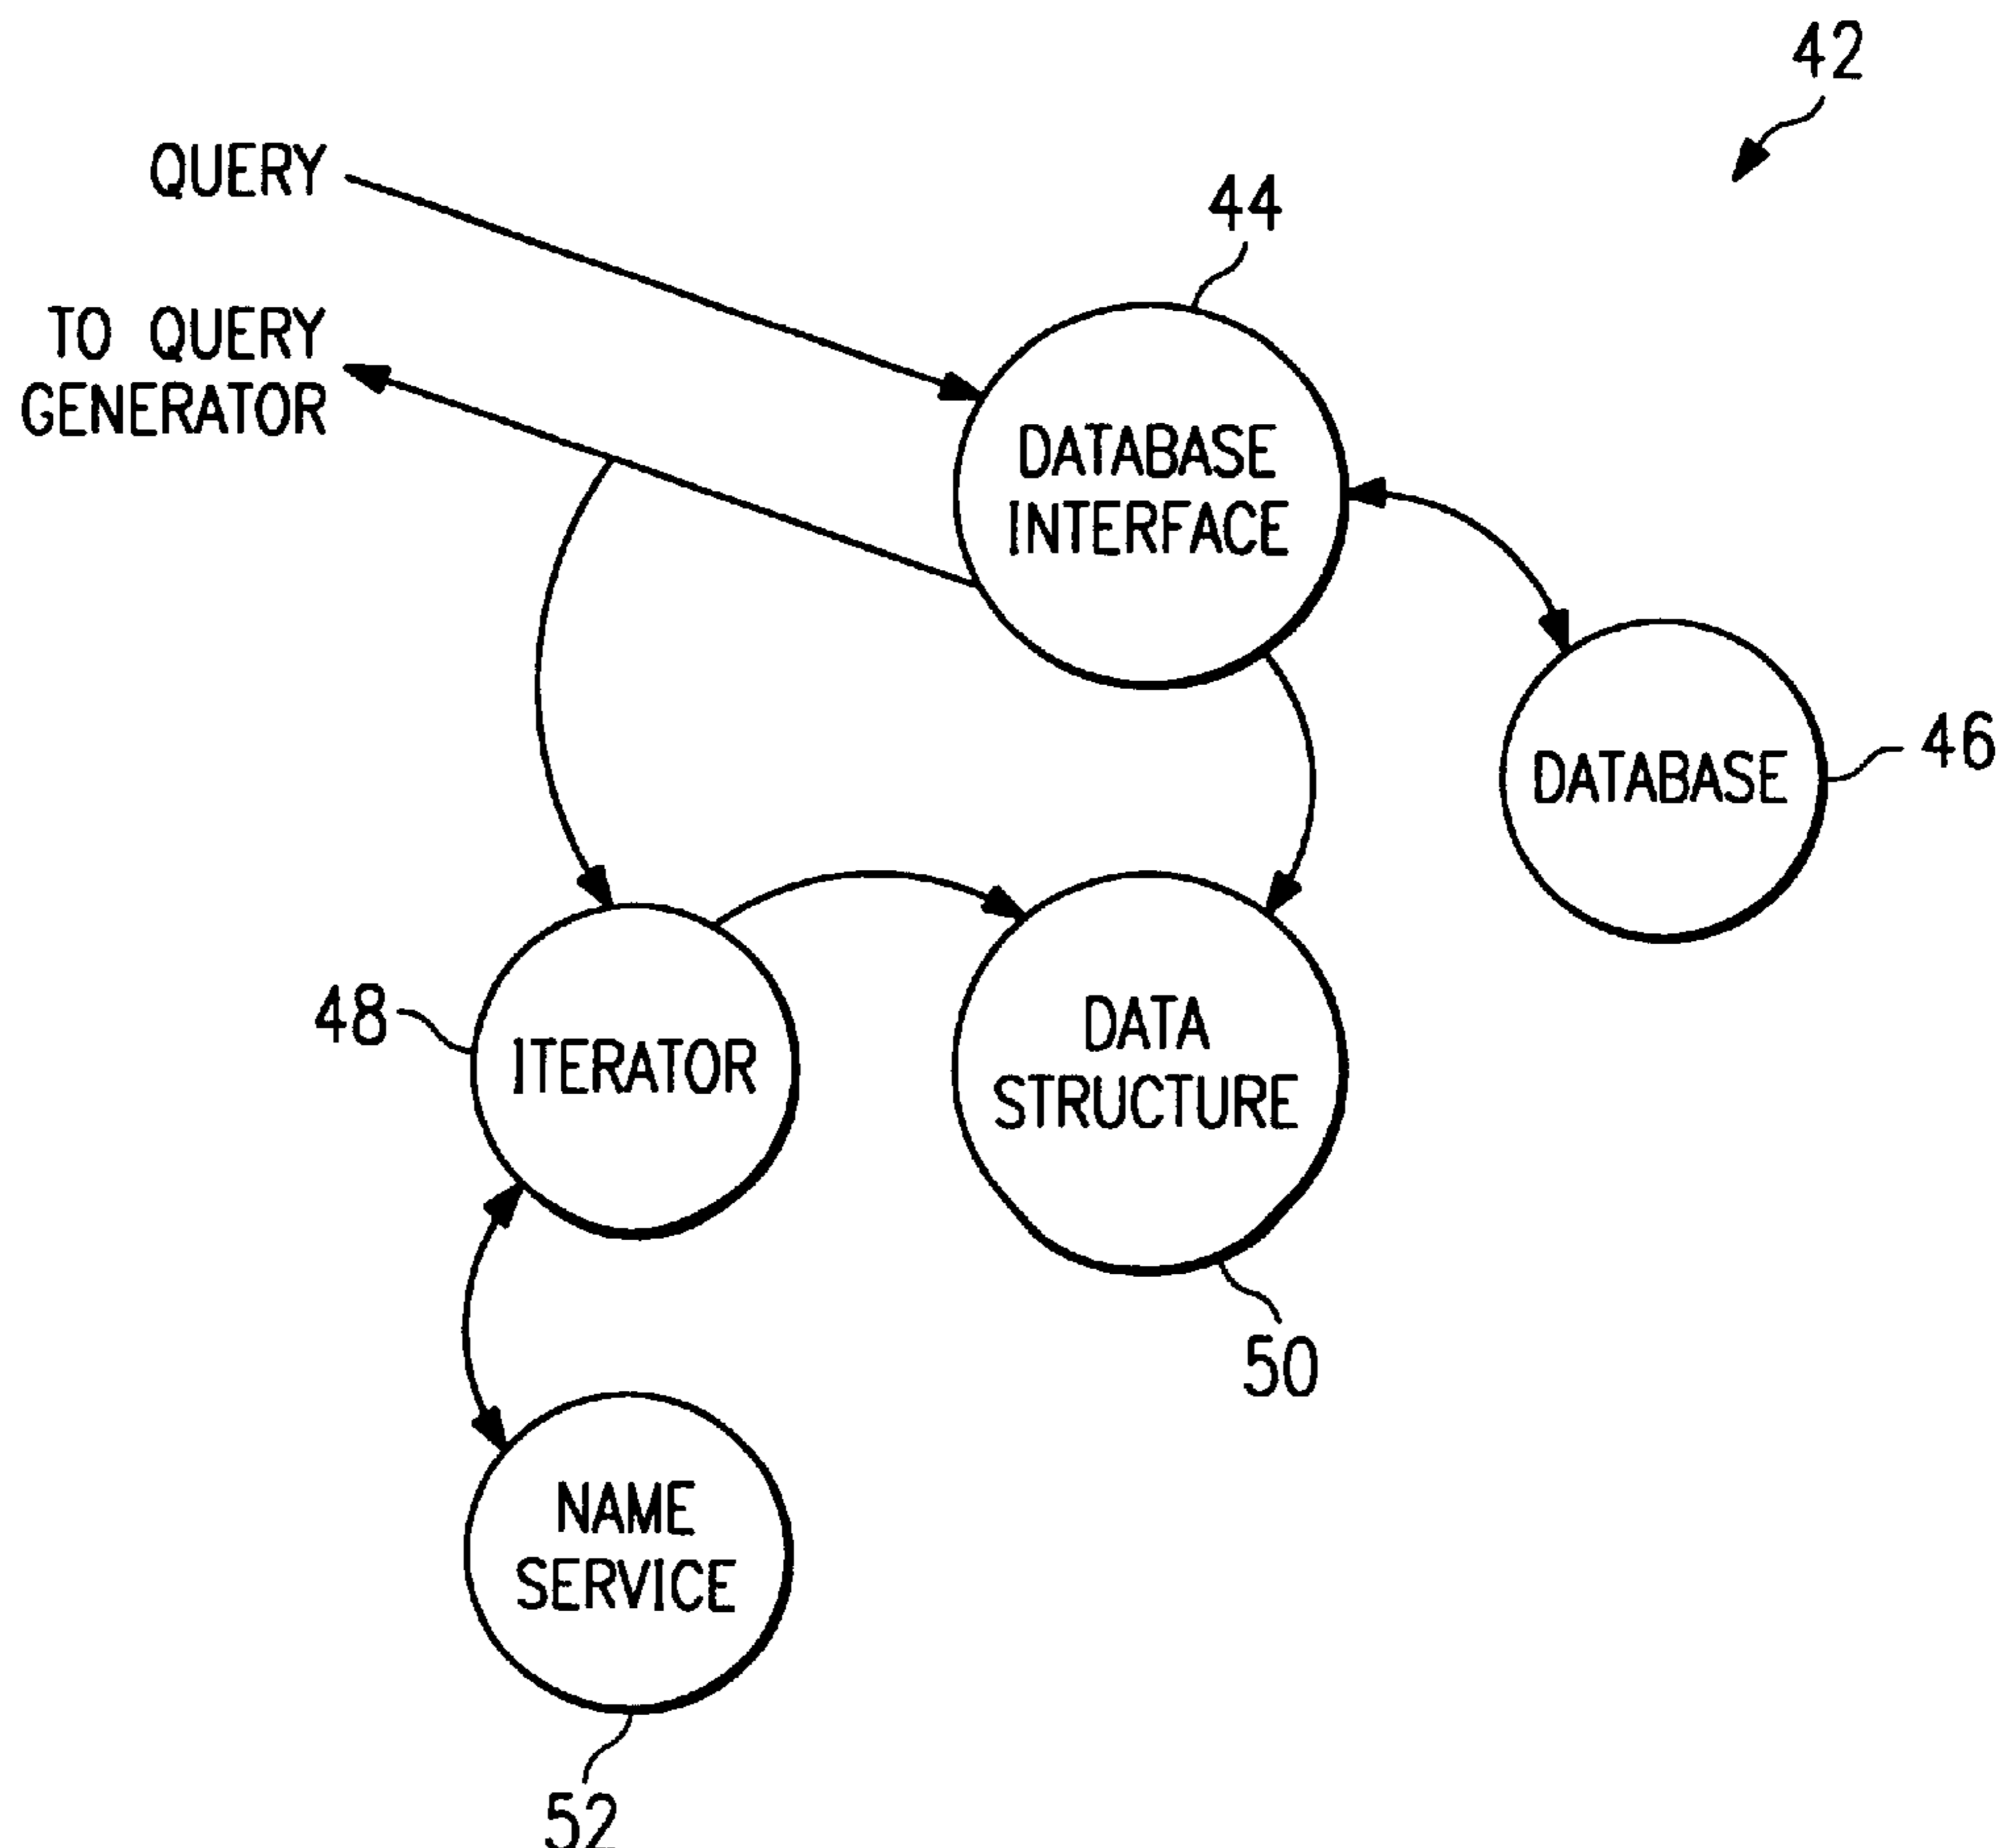 42
QUERY
44
TO QUERY
GENERATOR
DATABASE
INTERFACE
46
DATABASE
48
ITERATOR
DATA
STRUCTURE
50
NAME
SERVICE
52